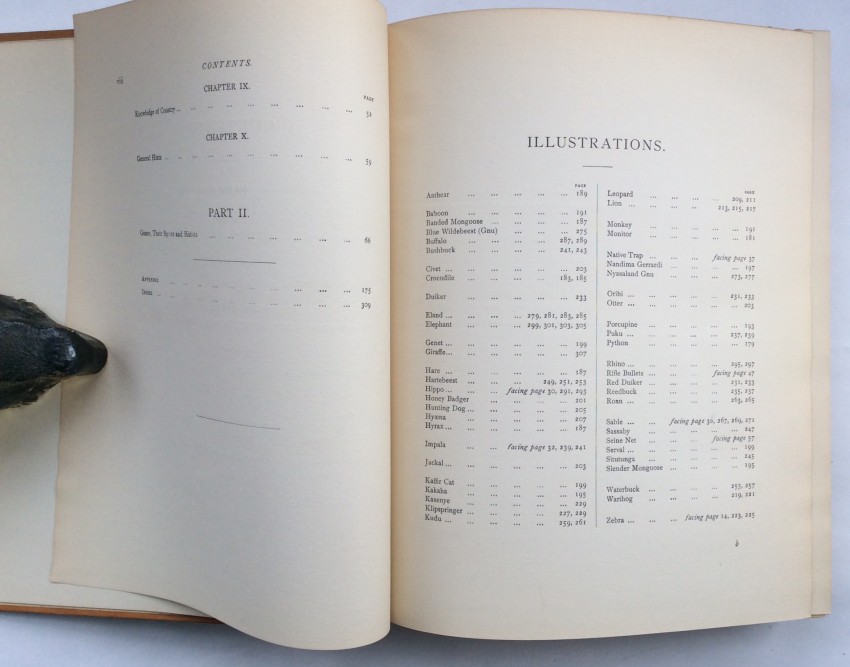 viii
CONTENTS.
CHAPTER IX.
PAGE
Knowledge of Country ... ... ... ... ... ... ... ... 52
CHAPTER X.
General Hints ... ... ... ... ... ... ... ... 59
PART II
Game, Their Spoor and Habits ... ... ... ... ... ... 66
Appendix ... ... ... ... ... ... ... ... 175
Index ... ... ... ... ... ... ... ... 309
ILLUSTRATIONS.
PAGE
Antbear ... ... ... ... ... 189
Baboon ... ... ... ... ... 191
Banded Mongoose ... ... ... ... 187
Blue Wildebeest (Gnu) ... ... ... 275
Buffalo ... ... ... ... 287, 289
Bushbuck ... ... ... ... 241, 243
Civet ... ... ... ... ... 203
Crocodile ... ... ... ... 183, 185
Duiker ... ... ... ... ... 233
Eland ... ... ... ... 279, 281, 283, 285
Elephant ... ... ... 299, 301, 303, 305
Genet ... ... ... ... ... 199
Giraffe ... ... ... ... ... 307
Hare ... ... ... ... ... 187
Hartebeest ... ... ... 249, 251, 253
Hippo ... ... ... facing page 30, 291, 293
Honey Badger ... ... ... ... 201
Hunting Dog ... ... ... ... ... 205
Hyæna ... ... ... ... ... 207
Hyrax ... ... ... ... ... 187
Impala ... ... facing page 32, 239, 241
Jackal ... ... ... ... ... 203
Kaffir Cat ... ... ... ... ... 199
Kakaka ... ... ... ... ... 195
Kasenye ... ... ... ... ... 229
Klipspringer ... ... ... ... 227, 229
Kudu ... ... ... ... 259, 261
PAGE
Leopard ... ... ... ... 209, 211
Lion ... ... ... ... ... 213, 215, 217
Monkey ... ... ... ... ... 191
Monitor ... ... ... ... ... 181
Native Trap ... ... ... facing page 37
Nandima Gerrardi ... ... ... ... 197
Nyasaland Gnu ... ... ... 273, 277
Oribi ... ... ... ... ... 231, 233
Otter ... ... ... ... ... 203
Porcupine ... ... ... ... 193
Puku ... ... ... ... ... 237, 239
Python ... ... ... ... ... 179
Rhino ... ... ... ... ... 295, 297
Rifle Bullets ... ... ... facing page 47
Red Duiker ... ... ... ... 231, 233
Reedbuck ... ... ... ... 235, 237
Roan ... ... ... ... ... 263, 265
Sable ... ... facing page 36, 267, 269, 271
Sassaby ... ... ... ... ... 247
Seine Net ... ... ... facing page 57
Serval ... ... ... ... ... 199
Situtunga ... ... ... ... 245
Slender Mongoose ... ... ... ... 195
Waterbuck ... ... ... ... 255, 257
Warthog ... ... ... ... 219, 221
Zebra ... ... ... facing page 14, 223, 225
b